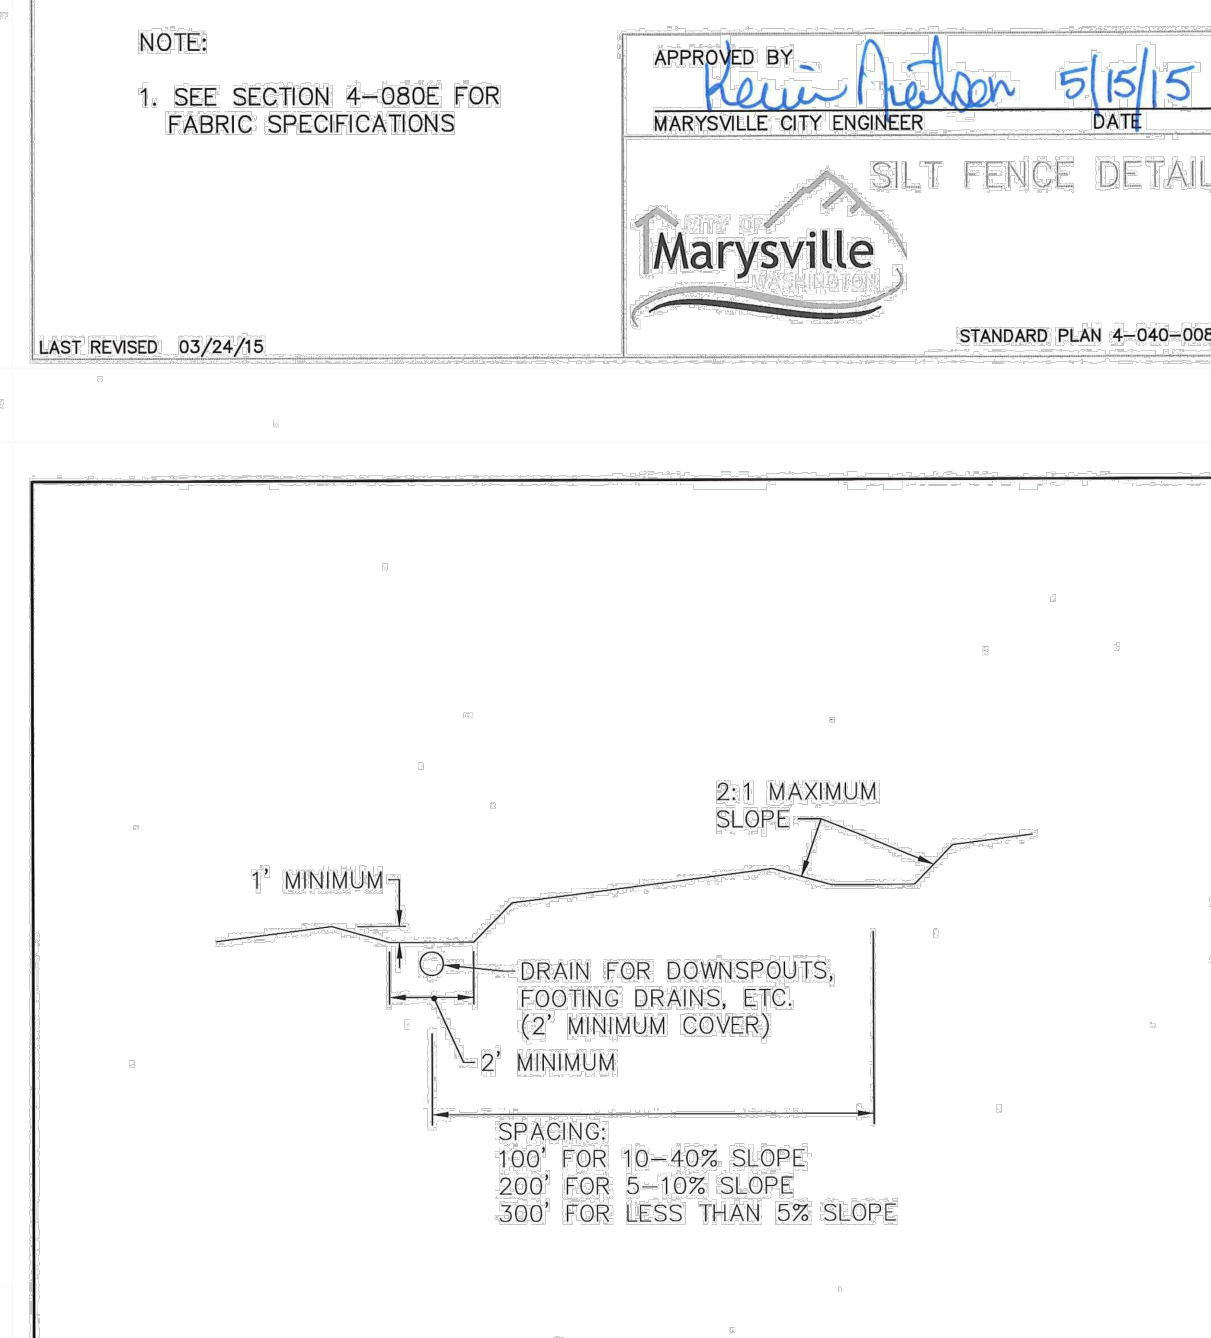 NOTE:
1. SEE SECTION 4-080E FOR
FABRIC SPECIFICATIONS
LAST REVISED 03/24/15
APPROVED BY
Kevin Nielsen 5/15/15
MARYSVILLE CITY ENGINEER DATE
SILT FENCE DETAIL
CITY OF
Marysville
WASHINGTON
STANDARD PLAN 4-040-008
2:1 MAXIMUM
SLOPE
1' MINIMUM
DRAIN FOR DOWNSPOUTS,
FOOTING DRAINS, ETC.
(2' MINIMUM COVER)
2' MINIMUM
SPACING:
100' FOR 10-40% SLOPE
200' FOR 5-10% SLOPE
300' FOR LESS THAN 5% SLOPE